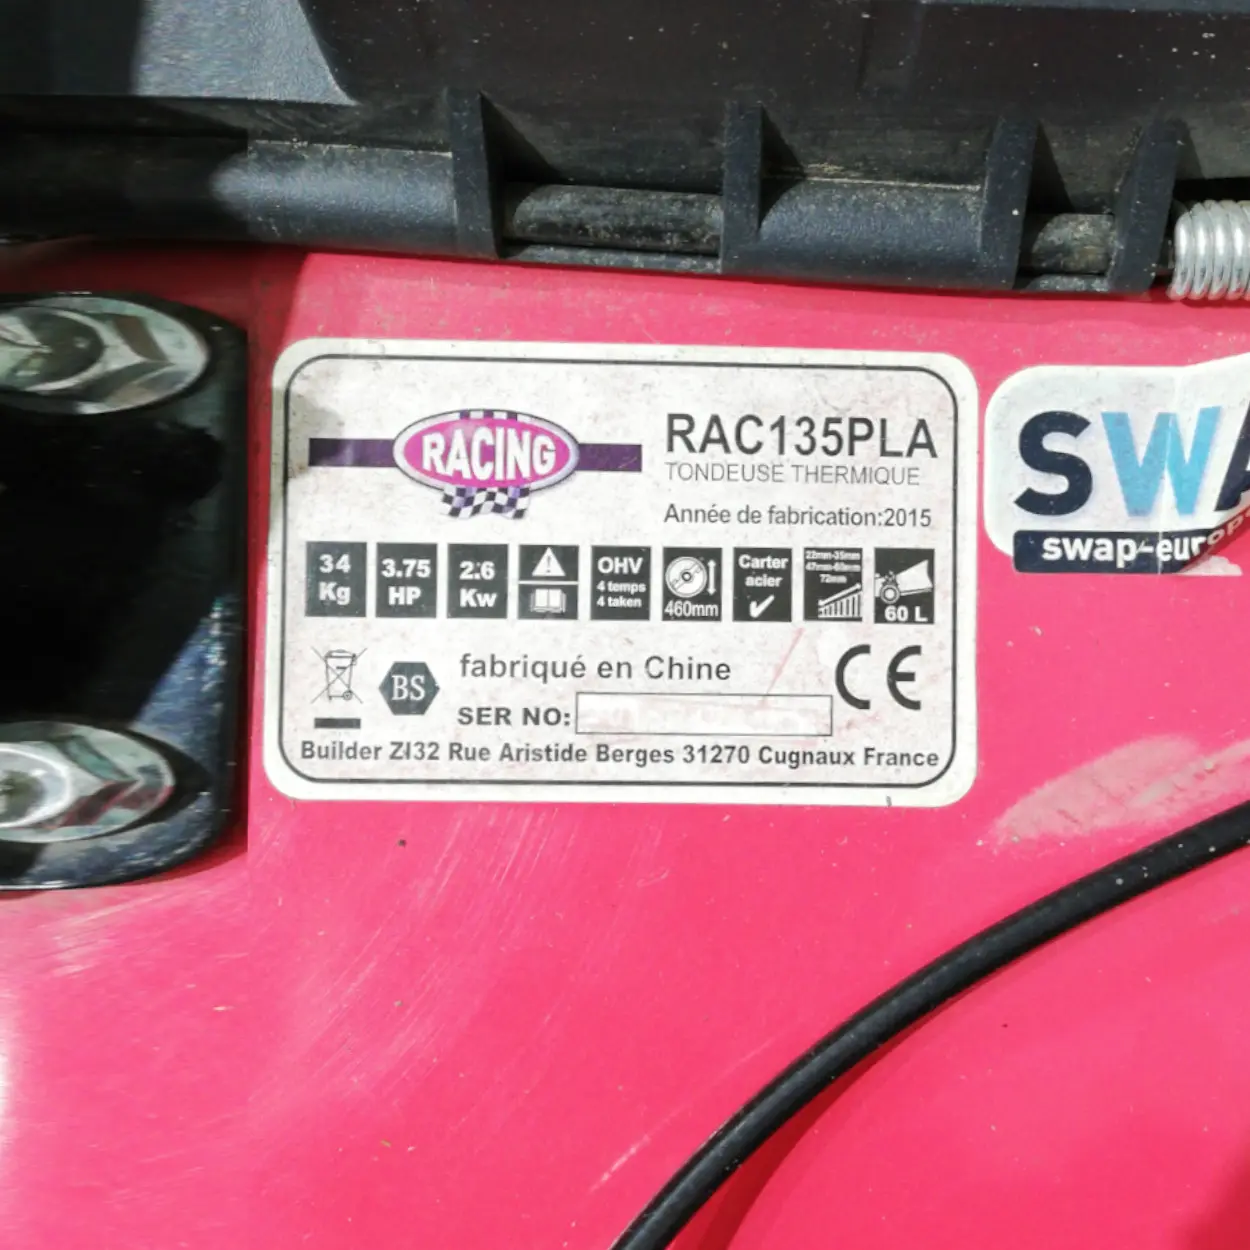 RACING
RAC135PLA
TONDEUSE THERMIQUE
Année de fabrication:2015
34 Kg
3.75 HP
2.6 Kw
OHV
4 temps
4 taken
460mm
Carter acier
22mm-35mm
47mm-60mm
72mm
60 L
BS
fabriqué en Chine
CE
SER NO:
Builder ZI32 Rue Aristide Berges 31270 Cugnaux France
SWA
swap-europ